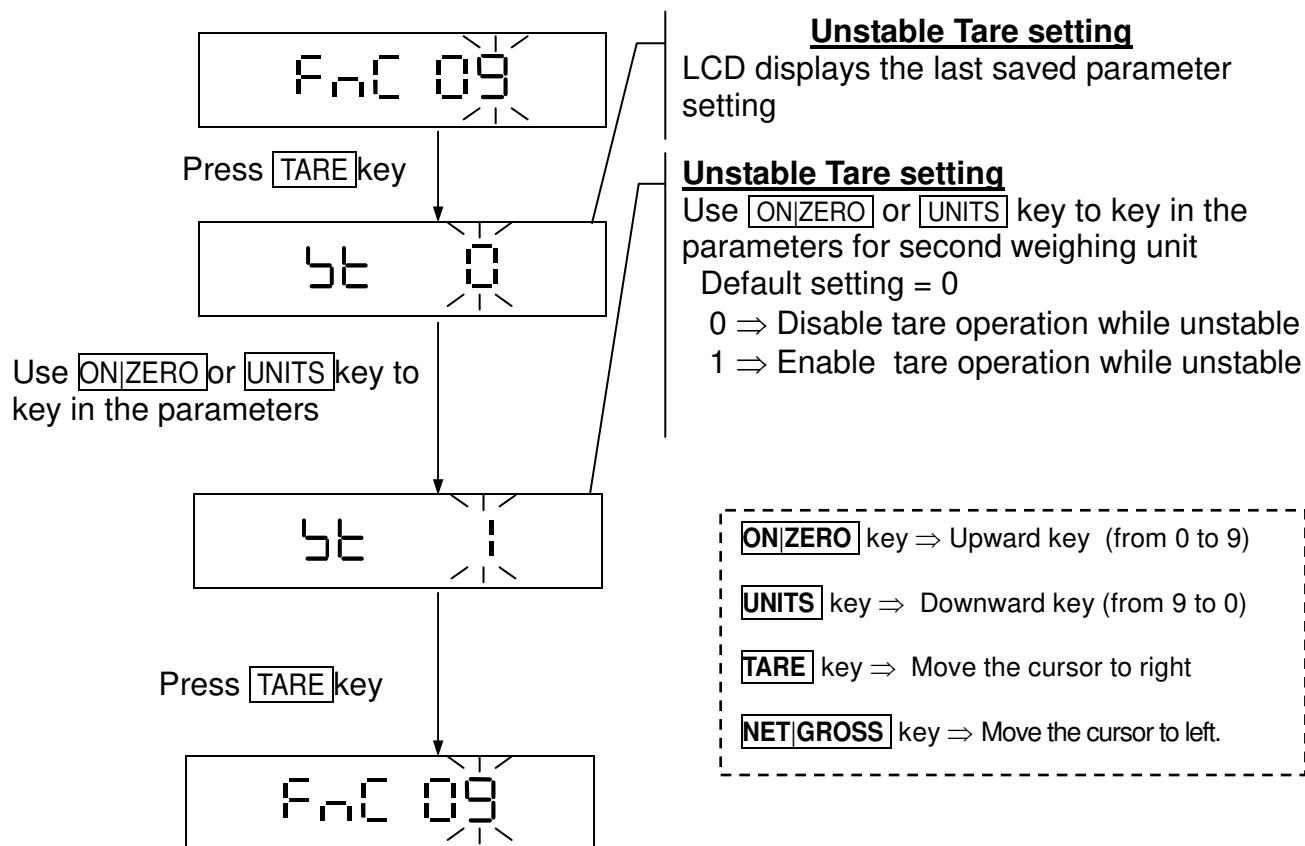 FnC 09
Press TARE key
St 0
Use ON|ZERO or UNITS key to
key in the parameters
St 1
Press TARE key
FnC 09
Unstable Tare setting
LCD displays the last saved parameter
setting
Unstable Tare setting
Use ON|ZERO or UNITS key to key in the
parameters for second weighing unit
Default setting = 0
0 ⇒ Disable tare operation while unstable
1 ⇒ Enable tare operation while unstable
ON|ZERO key ⇒ Upward key (from 0 to 9)
UNITS key ⇒ Downward key (from 9 to 0)
TARE key ⇒ Move the cursor to right
NET|GROSS key ⇒ Move the cursor to left.